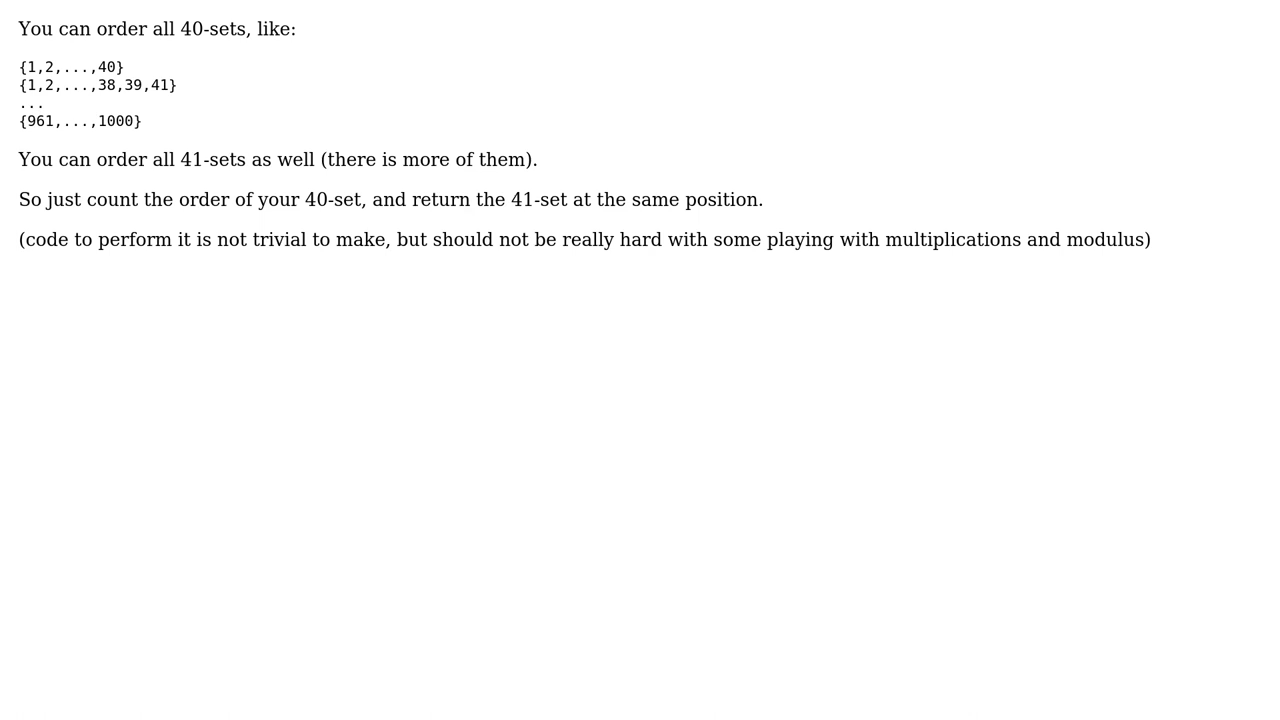 You can order all 40-sets, like:
{1,2,...,40}
{1,2,...,38,39,41}
...
{961,...,1000}
You can order all 41-sets as well (there is more of them).
So just count the order of your 40-set, and return the 41-set at the same position.
(code to perform it is not trivial to make, but should not be really hard with some playing with multiplications and modulus)